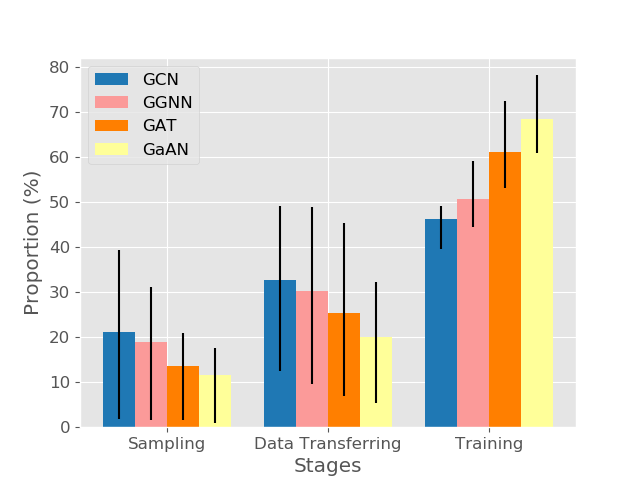 80
70
60
50
40
30
20
10
0
Proportion (%)
GCN
GGNN
GAT
GaAN
Sampling
Data Transferring
Training
Stages